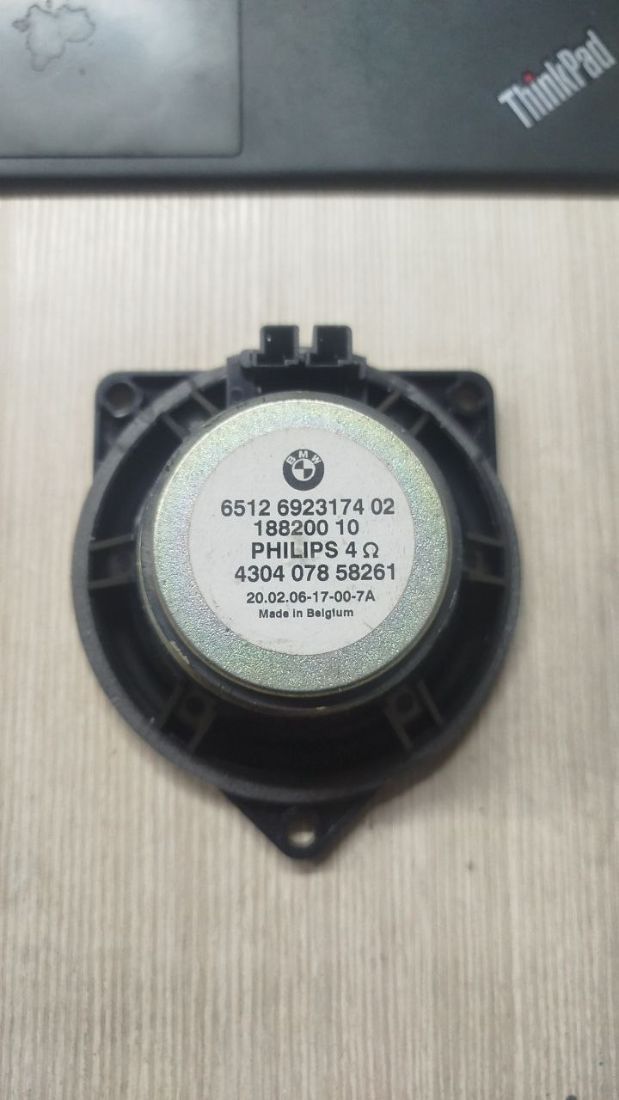 ThinkPad
BMW
6512 6923174 02
188200 10
PHILIPS 4 Ω
4304 078 58261
20.02.06-17-00-7A
Made in Belgium